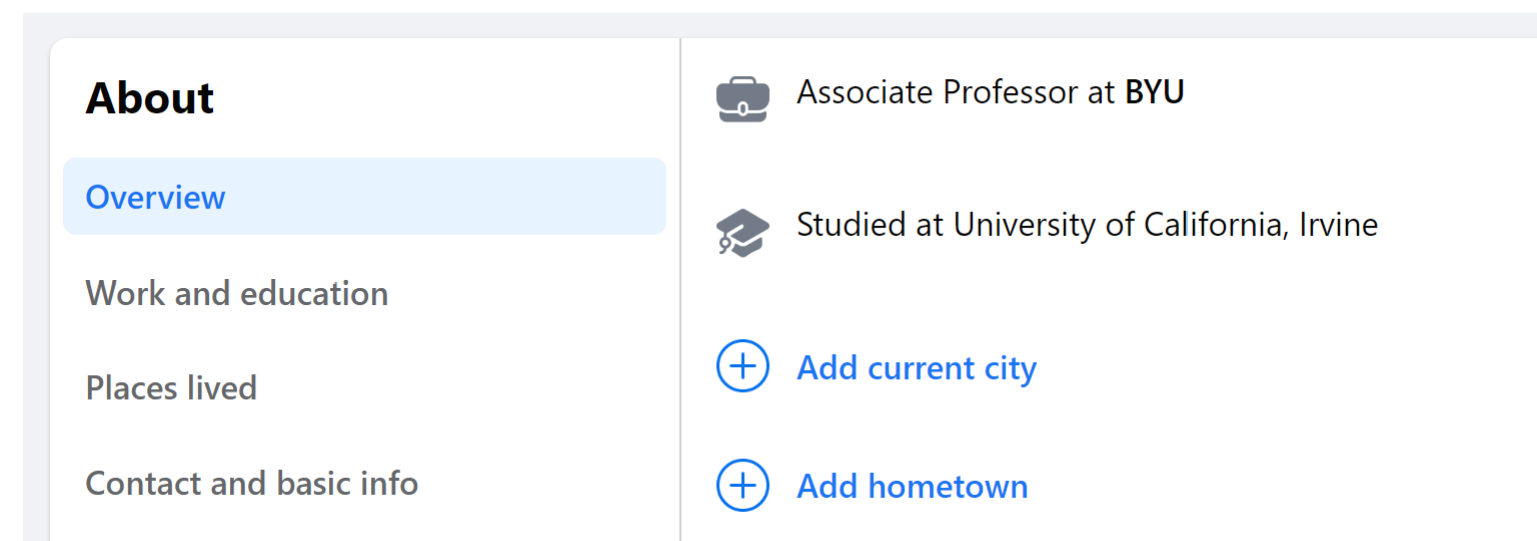 About
Overview
Work and education
Places lived
Contact and basic info
Associate Professor at BYU
Studied at University of California, Irvine
Add current city
Add hometown